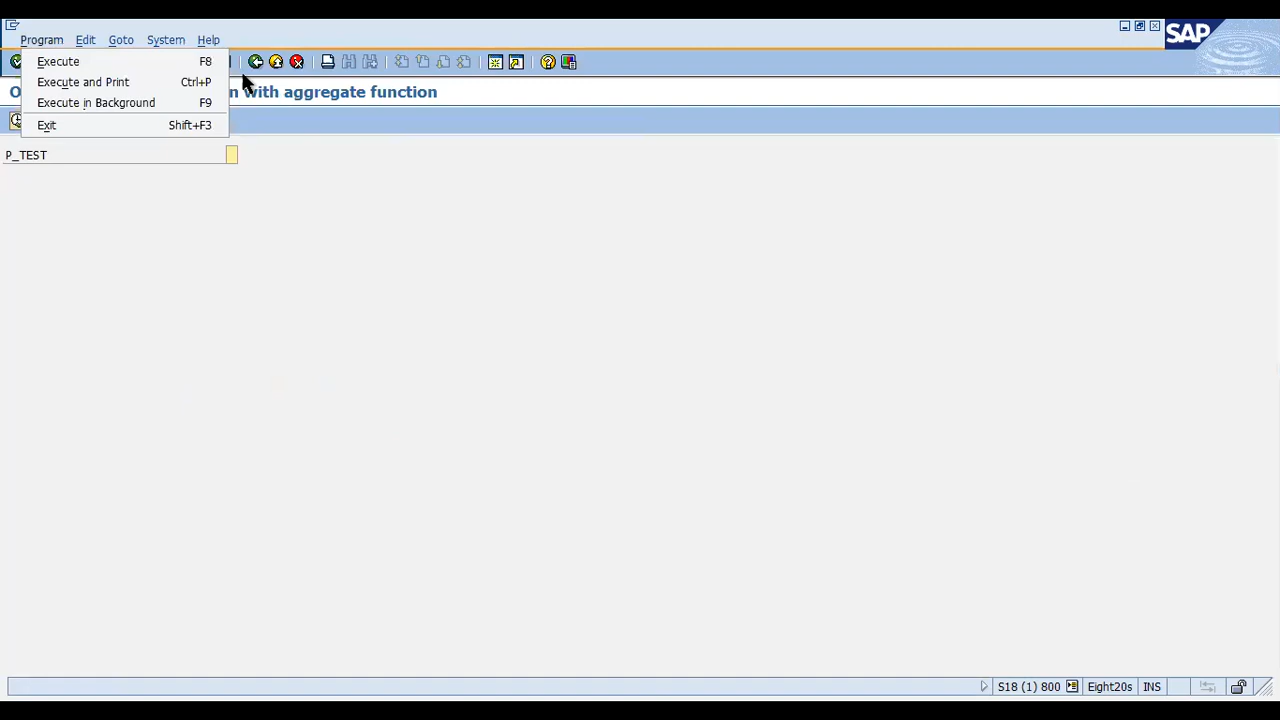 Program Edit Goto System Help
SAP
Execute F8
Execute and Print Ctrl+P
O n with aggregate function
Execute in Background F9
Exit Shift+F3
P_TEST
S18 (1) 800 Eight20s INS